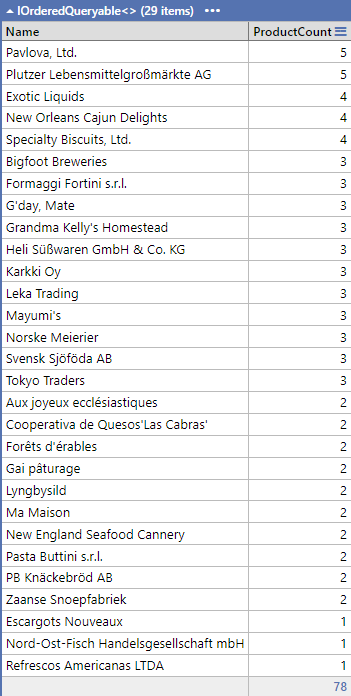 IOrderedQueryable<> (29 items) •••
Name ProductCount
Pavlova, Ltd. 5
Plutzer Lebensmittelgroßmärkte AG 5
Exotic Liquids 4
New Orleans Cajun Delights 4
Specialty Biscuits, Ltd. 4
Bigfoot Breweries 3
Formaggi Fortini s.r.l. 3
G'day, Mate 3
Grandma Kelly's Homestead 3
Heli Süßwaren GmbH & Co. KG 3
Karkki Oy 3
Leka Trading 3
Mayumi's 3
Norske Meierier 3
Svensk Sjöföda AB 3
Tokyo Traders 3
Aux joyeux ecclésiastiques 2
Cooperativa de Quesos'Las Cabras' 2
Forêts d'érables 2
Gai pâturage 2
Lyngbysild 2
Ma Maison 2
New England Seafood Cannery 2
Pasta Buttini s.r.l. 2
PB Knäckebröd AB 2
Zaanse Snoepfabriek 2
Escargots Nouveaux 1
Nord-Ost-Fisch Handelsgesellschaft mbH 1
Refrescos Americanas LTDA 1
78